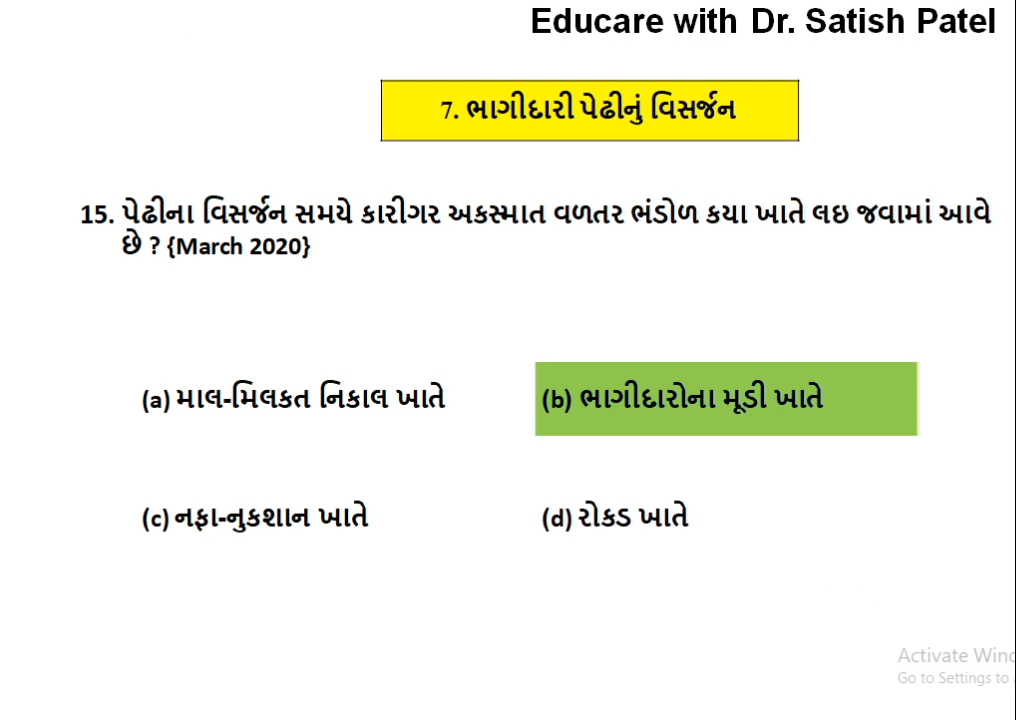 Educare with Dr. Satish Patel
7. ભાગીદારી પેઢીનું વિસર્જન
15. પેઢીના વિસર્જન સમયે કારીગર અકસ્માત વળતર ભંડોળ કયા ખાતે લઇ જવામાં આવે
છે ? {March 2020}
(a) માલ-મિલકત નિકાલ ખાતે
(b) ભાગીદારોના મૂડી ખાતે
(c) નફા-નુકશાન ખાતે
(d) રોકડ ખાતે
Activate Wind
Go to Settings to